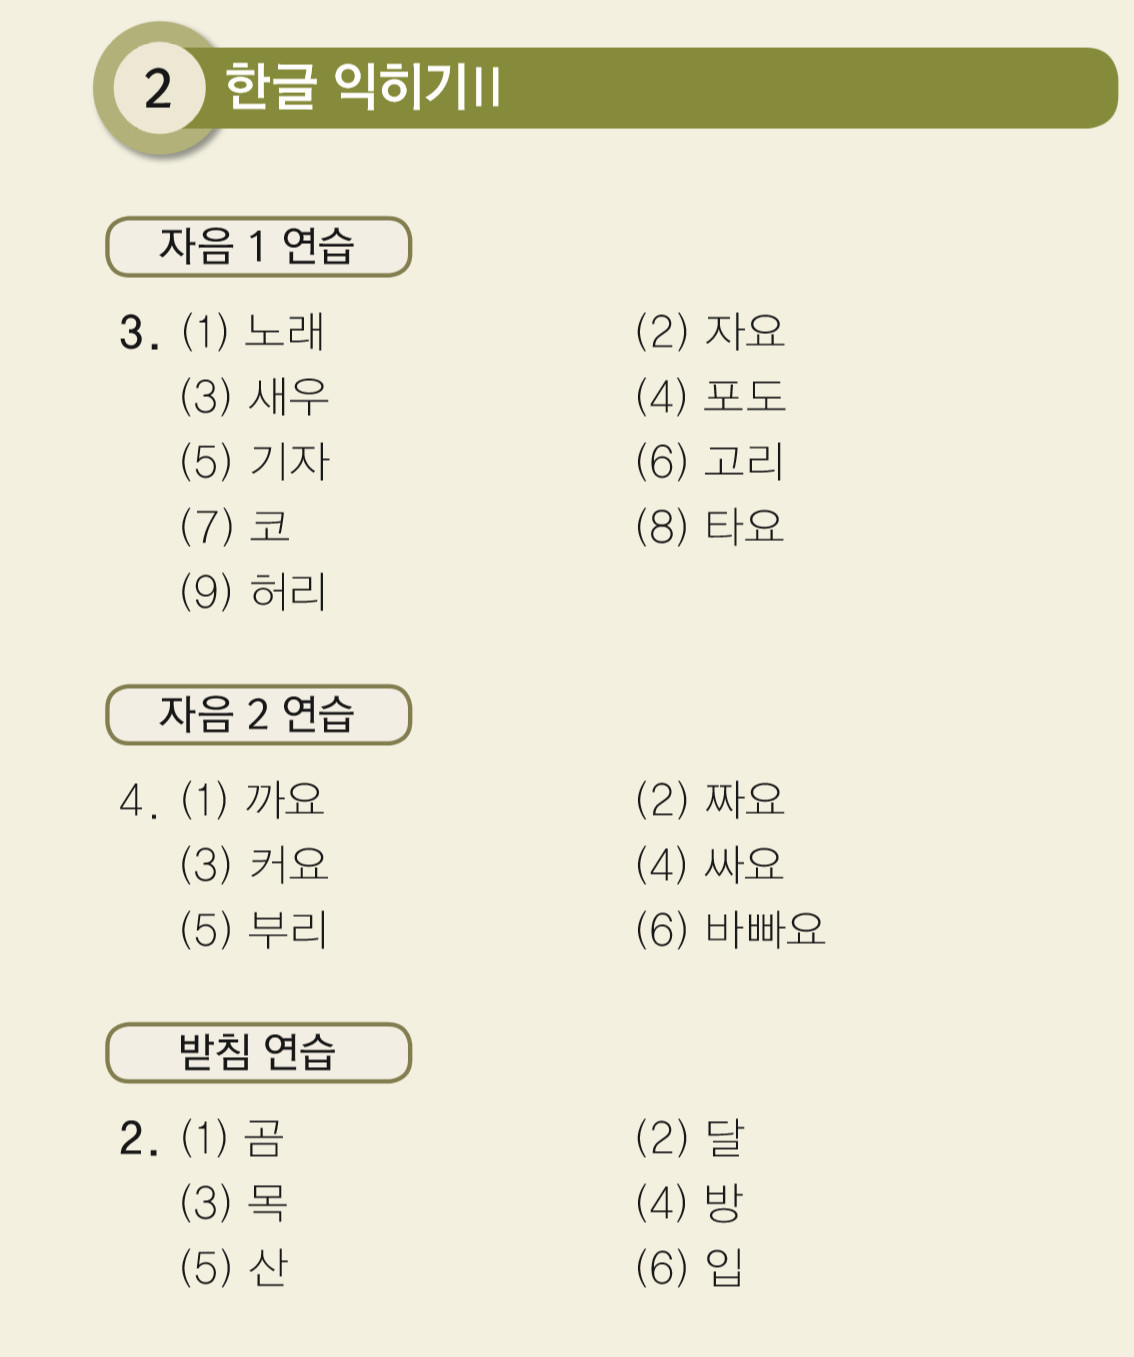 2 한글 익히기II
자음 1 연습
3. (1) 노래 (2) 자요
(3) 새우 (4) 포도
(5) 기자 (6) 고리
(7) 코 (8) 타요
(9) 허리
자음 2 연습
4. (1) 까요 (2) 짜요
(3) 커요 (4) 싸요
(5) 부리 (6) 바빠요
받침 연습
2. (1) 곰 (2) 달
(3) 목 (4) 방
(5) 산 (6) 입